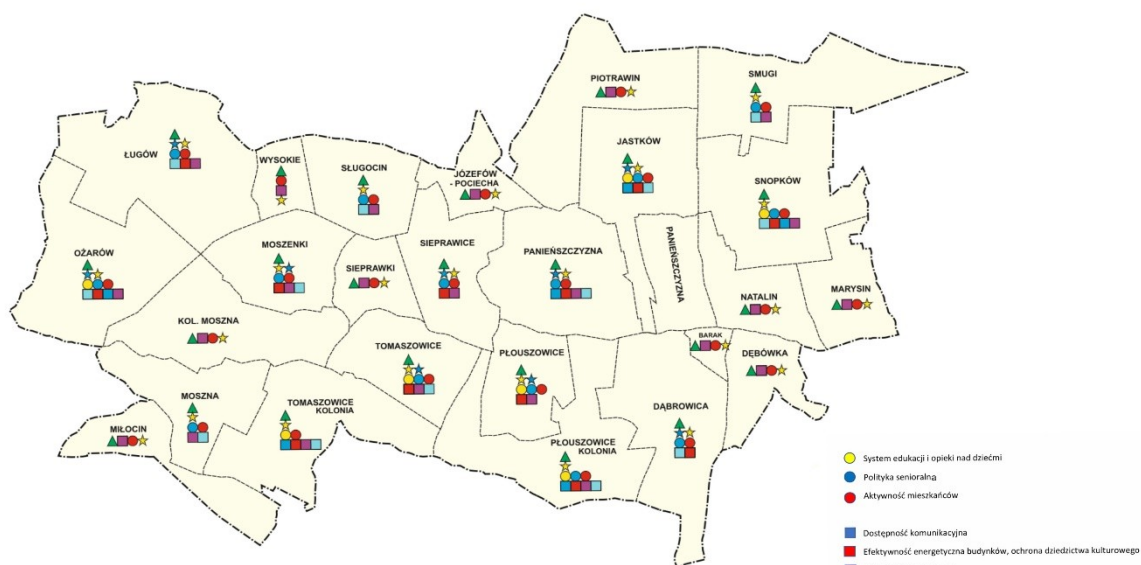 PIOTRAWIN
SMUGI
ŁUGÓW
WYSOKIE
SŁUGOCIN
JÓZEFÓW
- POCIECHA
JASTKÓW
SNOPKÓW
OŻARÓW
MOSZENKI
SIEPRAWKI
SIEPRAWICE
PANIEŃSZCZYZNA
PANIEŃSZCZYZNA
NATALIN
MARYSIN
KOL. MOSZNA
TOMASZOWICE
PŁOUSZOWICE
BARAK
DĘBÓWKA
MIŁOCIN
MOSZNA
TOMASZOWICE
KOLONIA
DĄBROWICA
PŁOUSZOWICE
KOLONIA
System edukacji i opieki nad dziećmi
Polityka senioralna
Aktywność mieszkańców
Dostępność komunikacyjna
Efektywność energetyczna budynków, ochrona dziedzictwa kulturowego